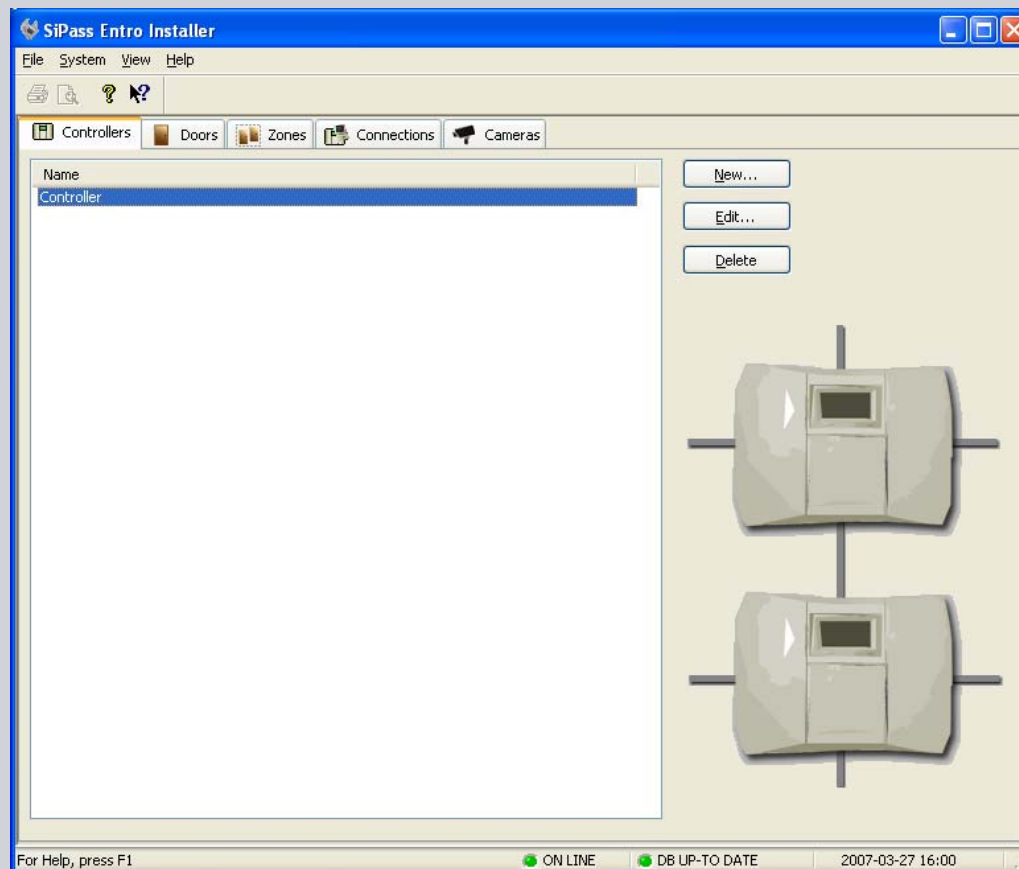 SiPass Entro Installer
File System View Help
Controllers Doors Zones Connections Cameras
Name
Controller
New...
Edit...
Delete
For Help, press F1 ON LINE DB UP-TO DATE 2007-03-27 16:00